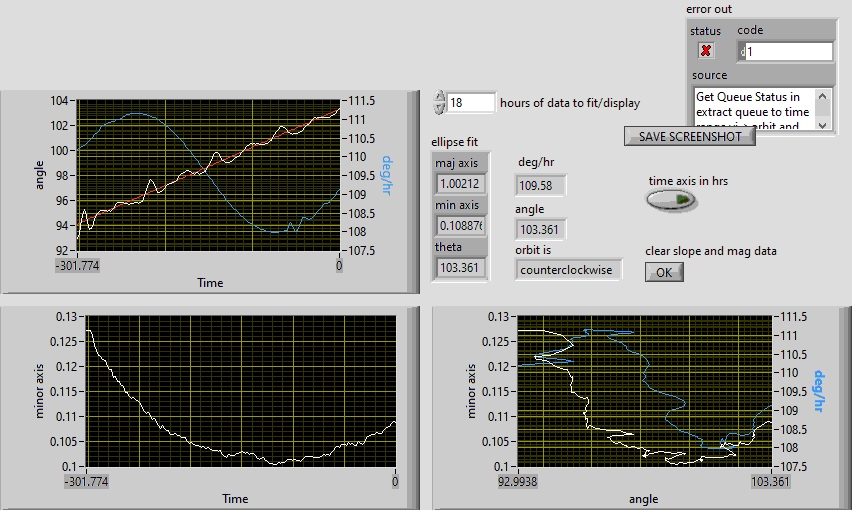 error out
status
code
d 1
source
Get Queue Status in
extract queue to time
SAVE SCREENSHOT
18
hours of data to fit/display
104
102
100
98
96
94
92
angle
111.5
111
110.5
110
109.5
109
108.5
108
107.5
deg/hr
-301.774
0
Time
ellipse fit
maj axis
1.00212
min axis
0.108876
theta
103.361
deg/hr
109.58
angle
103.361
orbit is
counterclockwise
time axis in hrs
clear slope and mag data
OK
0.13
0.125
0.12
0.115
0.11
0.105
0.1
minor axis
-301.774
0
Time
0.13
0.125
0.12
0.115
0.11
0.105
0.1
minor axis
111.5
111
110.5
110
109.5
109
108.5
108
107.5
deg/hr
92.9938
103.361
angle